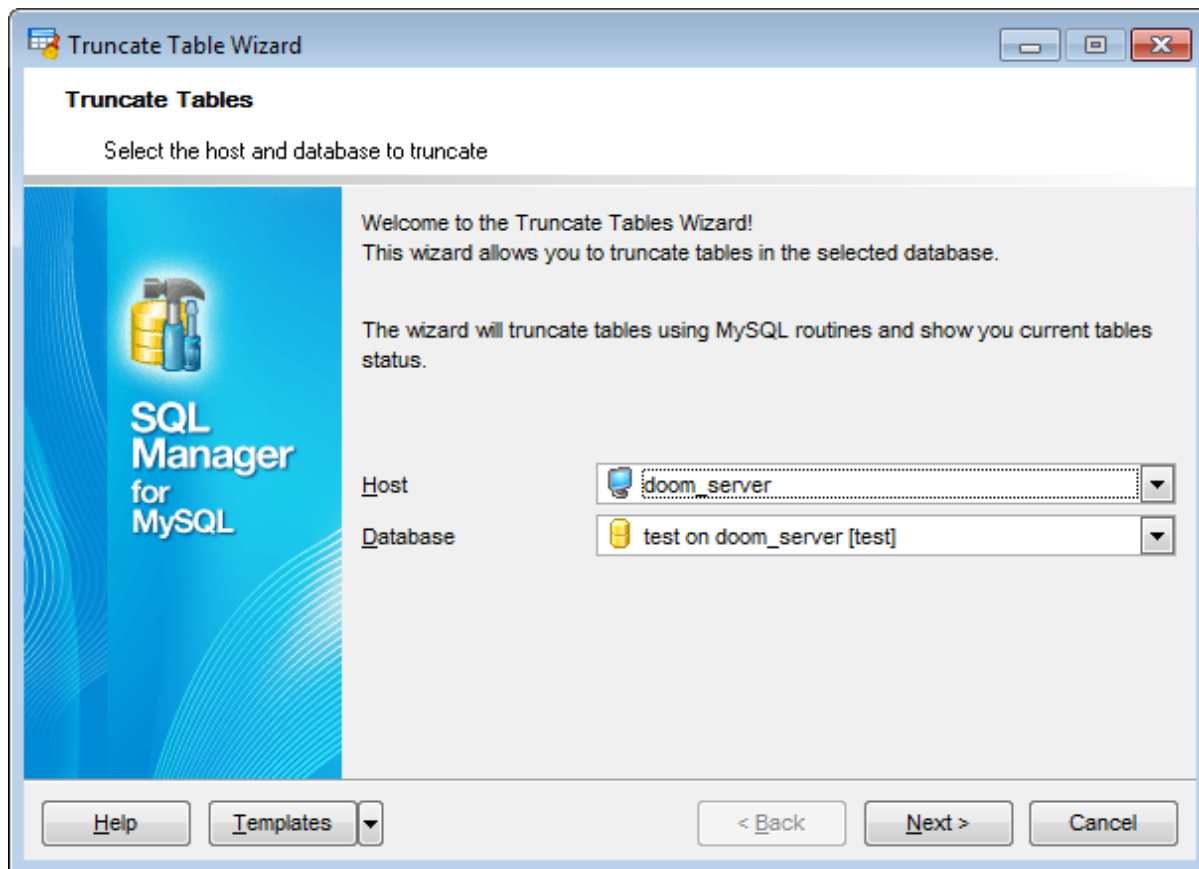 Truncate Table Wizard
Truncate Tables
Select the host and database to truncate
Welcome to the Truncate Tables Wizard!
This wizard allows you to truncate tables in the selected database.
The wizard will truncate tables using MySQL routines and show you current tables
status.
SQL
Manager
for
MySQL
Host
doom_server
Database
test on doom_server [test]
Help
Templates
< Back
Next >
Cancel